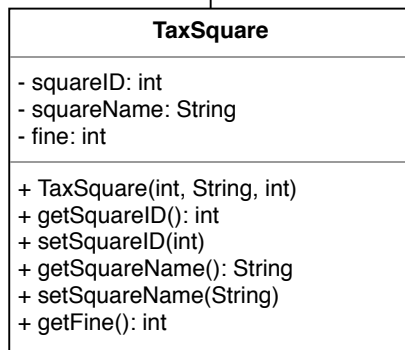 TaxSquare
- squareID: int
- squareName: String
- fine: int
+ TaxSquare(int, String, int)
+ getSquareID(): int
+ setSquareID(int)
+ getSquareName(): String
+ setSquareName(String)
+ getFine(): int